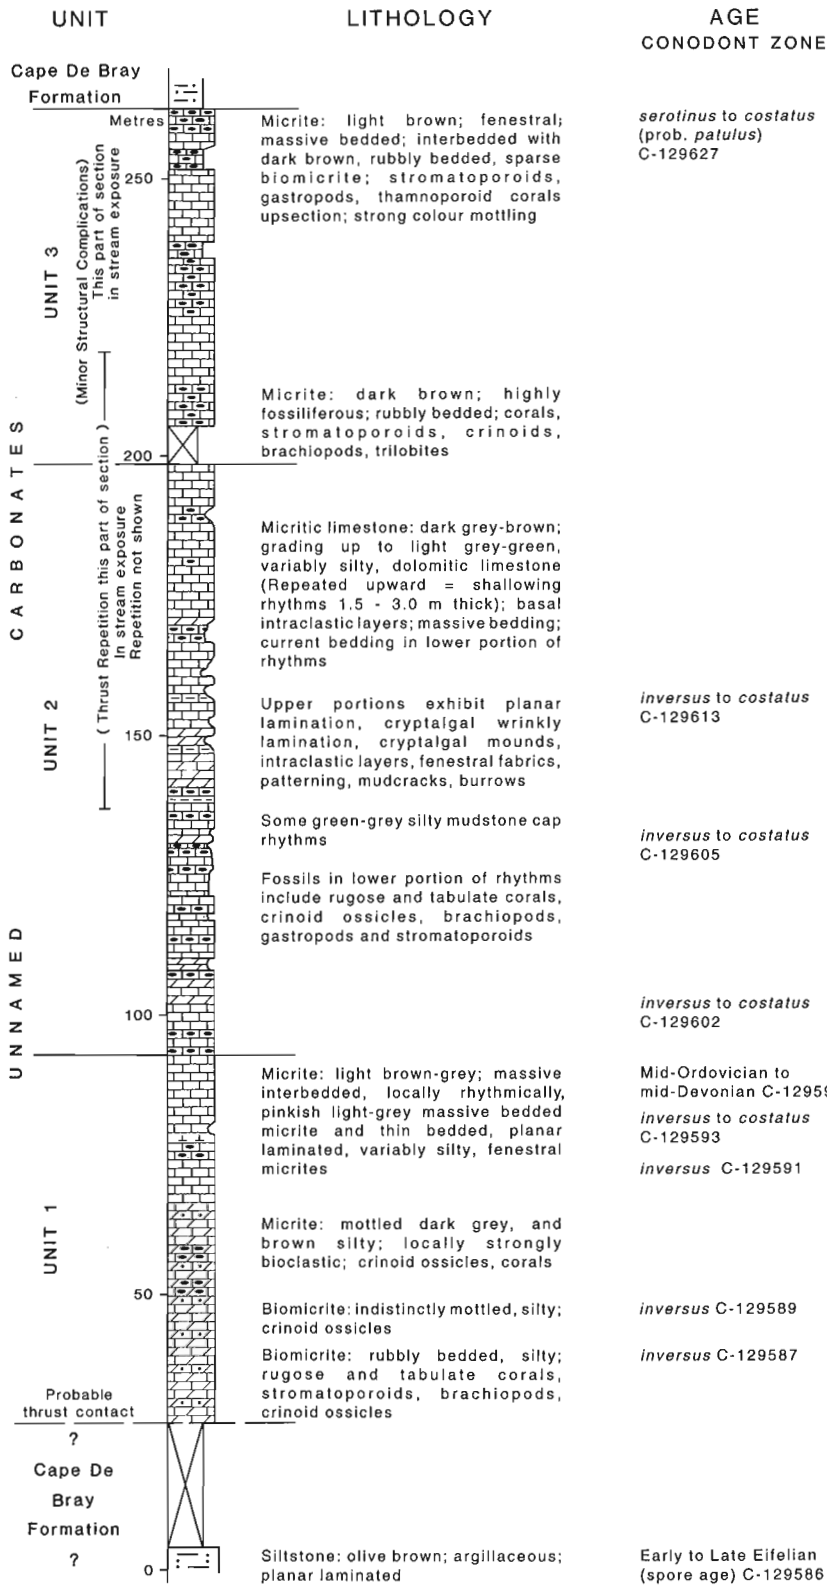 UNIT
LITHOLOGY
AGE
CONODONT ZONE
Cape De Bray
Formation
Metres
250
200
150
100
50
0
UNNAMED CARBONATES
UNIT 3
(Minor Structural Complications)
This part of section
in stream exposure
UNIT 2
(Thrust Repetition this part of section)
In stream exposure
Repetition not shown
UNIT 1
Probable
thrust contact
?
Cape De
Bray
Formation
?
Micrite: light brown; fenestral;
massive bedded; interbedded with
dark brown, rubbly bedded, sparse
biomicrite; stromatoporoids,
gastropods, thamnoporoid corals
upsection; strong colour mottling
Micrite: dark brown; highly
fossiliferous; rubbly bedded; corals,
stromatoporoids, crinoids,
brachiopods, trilobites
Micritic limestone: dark grey-brown;
grading up to light grey-green,
variably silty, dolomitic limestone
(Repeated upward = shallowing
rhythms 1.5 - 3.0 m thick); basal
intraclastic layers; massive bedding;
current bedding in lower portion of
rhythms
Upper portions exhibit planar
lamination, cryptalgal wrinkly
lamination, cryptalgal mounds,
intraclastic layers, fenestral fabrics,
patterning, mudcracks, burrows
Some green-grey silty mudstone cap
rhythms
Fossils in lower portion of rhythms
include rugose and tabulate corals,
crinoid ossicles, brachiopods,
gastropods and stromatoporoids
Micrite: light brown-grey; massive
interbedded, locally rhythmically,
pinkish light-grey massive bedded
micrite and thin bedded, planar
laminated, variably silty, fenestral
micrites
Micrite: mottled dark grey, and
brown silty; locally strongly
bioclastic; crinoid ossicles, corals
Biomicrite: indistinctly mottled, silty;
crinoid ossicles
Biomicrite: rubbly bedded, silty;
rugose and tabulate corals,
stromatoporoids, brachiopods,
crinoid ossicles
Siltstone: olive brown; argillaceous;
planar laminated
serotinus to costatus
(prob. patulus)
C-129627
inversus to costatus
C-129613
inversus to costatus
C-129605
inversus to costatus
C-129602
Mid-Ordovician to
mid-Devonian
inversus to costatus
C-129593
inversus C-129591
inversus C-129589
inversus C-129587
Early to Late Eifelian
(spore age) C-129586